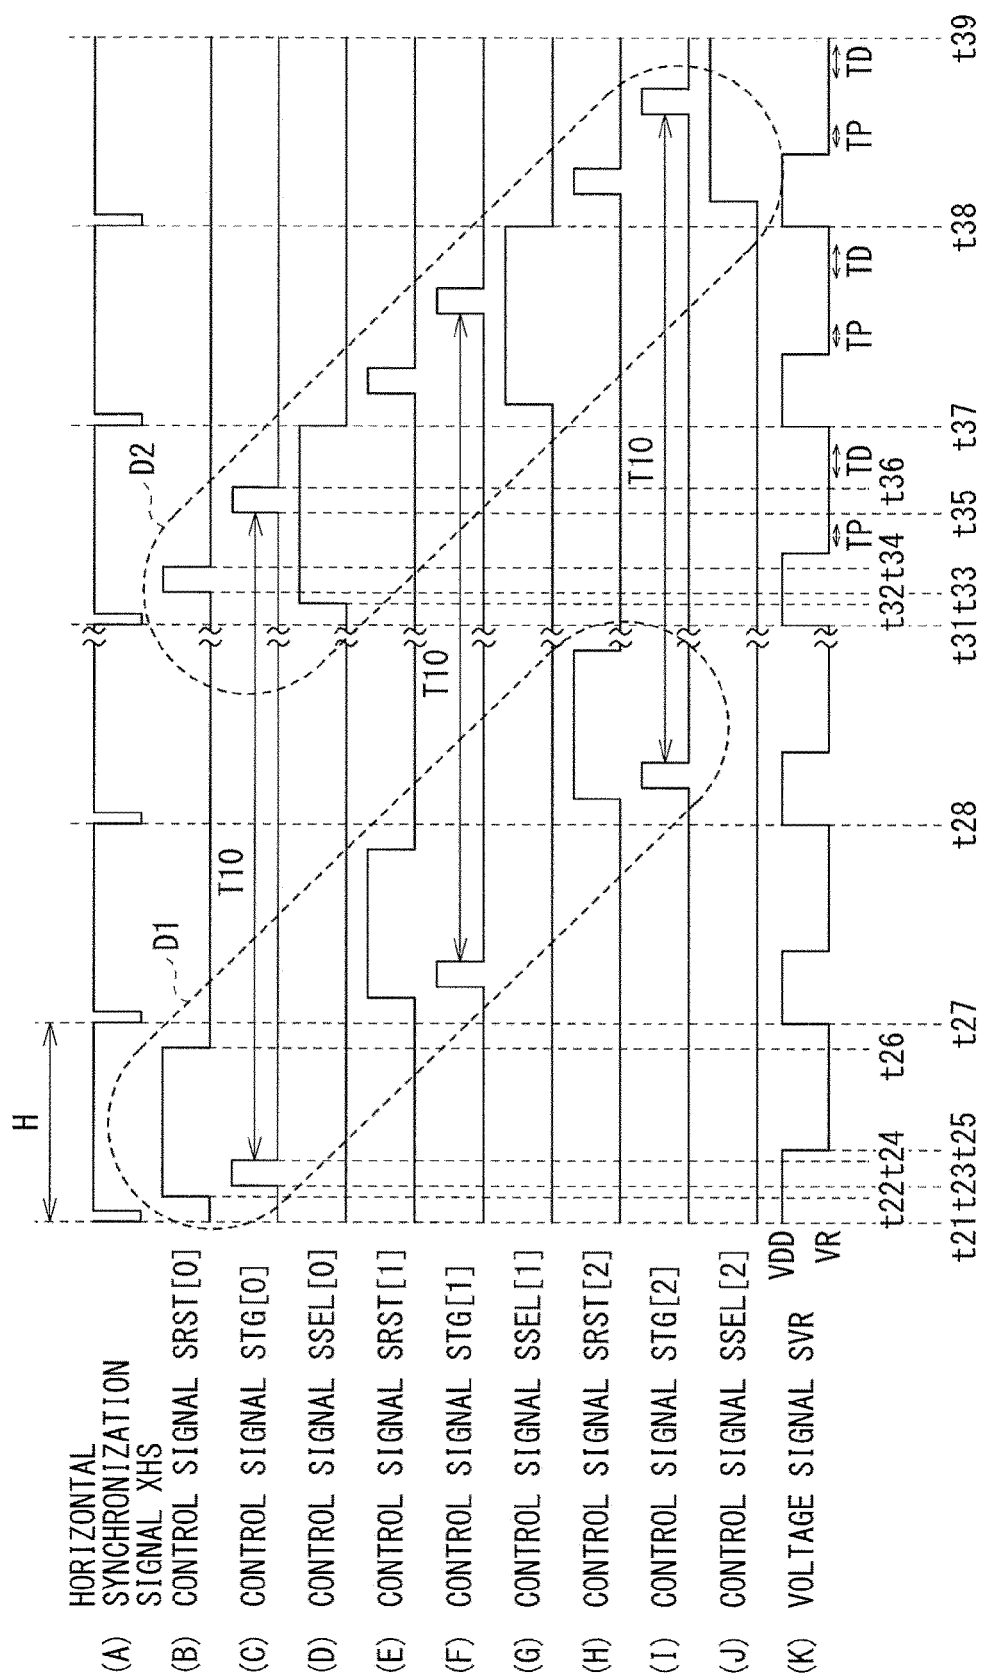 H
D1
D2
(A) HORIZONTAL
SYNCHRONIZATION
SIGNAL XHS
(B) CONTROL SIGNAL SRST[0]
(C) CONTROL SIGNAL STG[0]
T10
(D) CONTROL SIGNAL SSEL[0]
(E) CONTROL SIGNAL SRST[1]
(F) CONTROL SIGNAL STG[1]
T10
(G) CONTROL SIGNAL SSEL[1]
(H) CONTROL SIGNAL SRST[2]
(I) CONTROL SIGNAL STG[2]
T10
(J) CONTROL SIGNAL SSEL[2]
(K) VOLTAGE SIGNAL SVR
VDD
VR
TP TD TP TD TP TD
t22 t24 t26 t32 t34 t36
t21 t23 t25 t27 t28 t31 t33 t35 t37 t38 t39